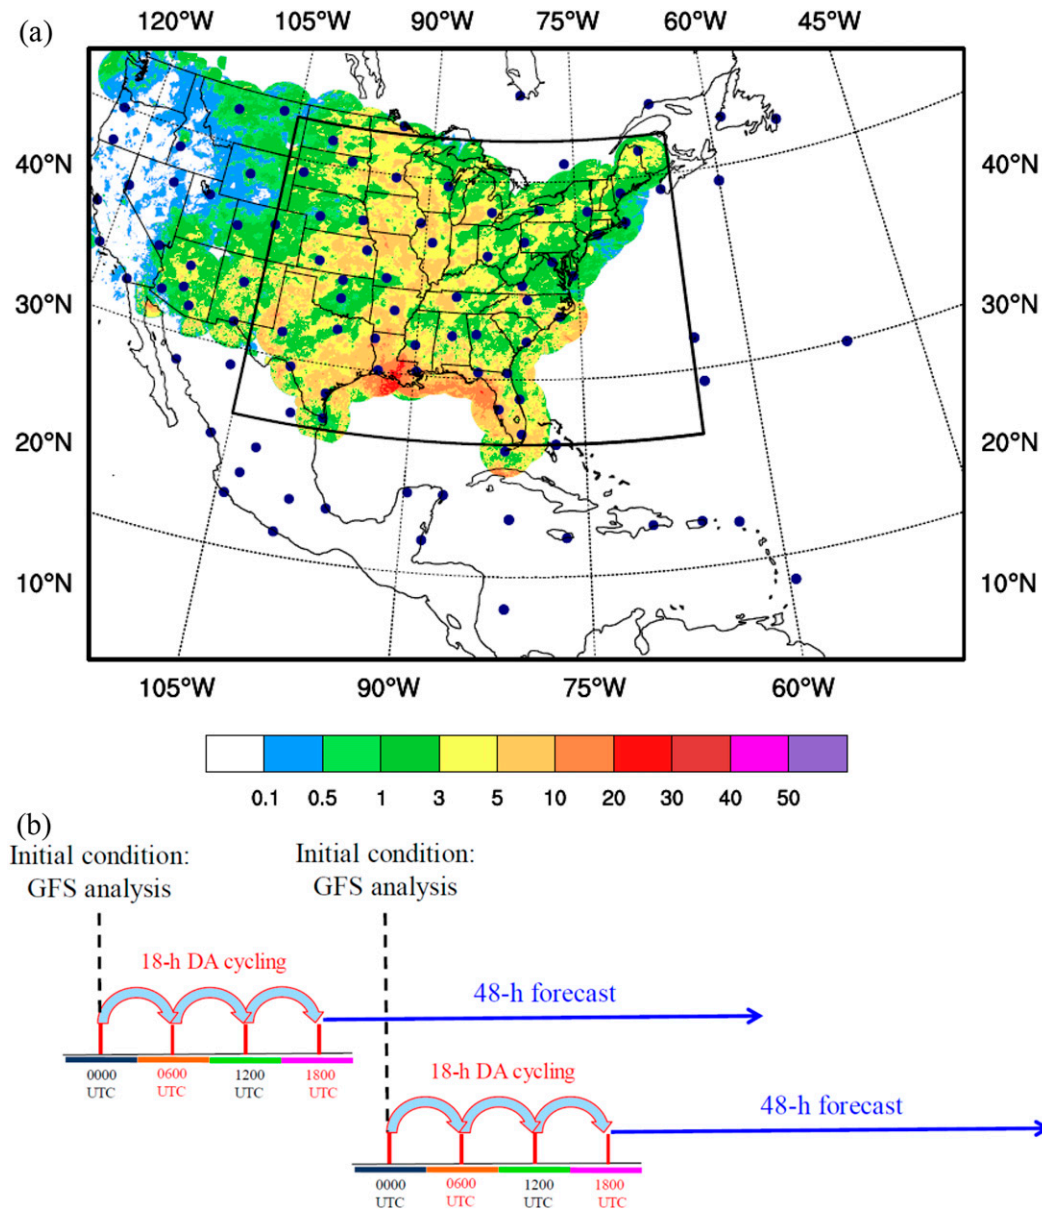 (a)
120°W 105°W 90°W 75°W 60°W 45°W
40°N 40°N
30°N 30°N
20°N 20°N
10°N 10°N
105°W 90°W 75°W 60°W
0.1 0.5 1 3 5 10 20 30 40 50
(b)
Initial condition:
GFS analysis
Initial condition:
GFS analysis
18-h DA cycling
48-h forecast
0000 UTC
0600 UTC
1200 UTC
1800 UTC
18-h DA cycling
48-h forecast
0000 UTC
0600 UTC
1200 UTC
1800 UTC